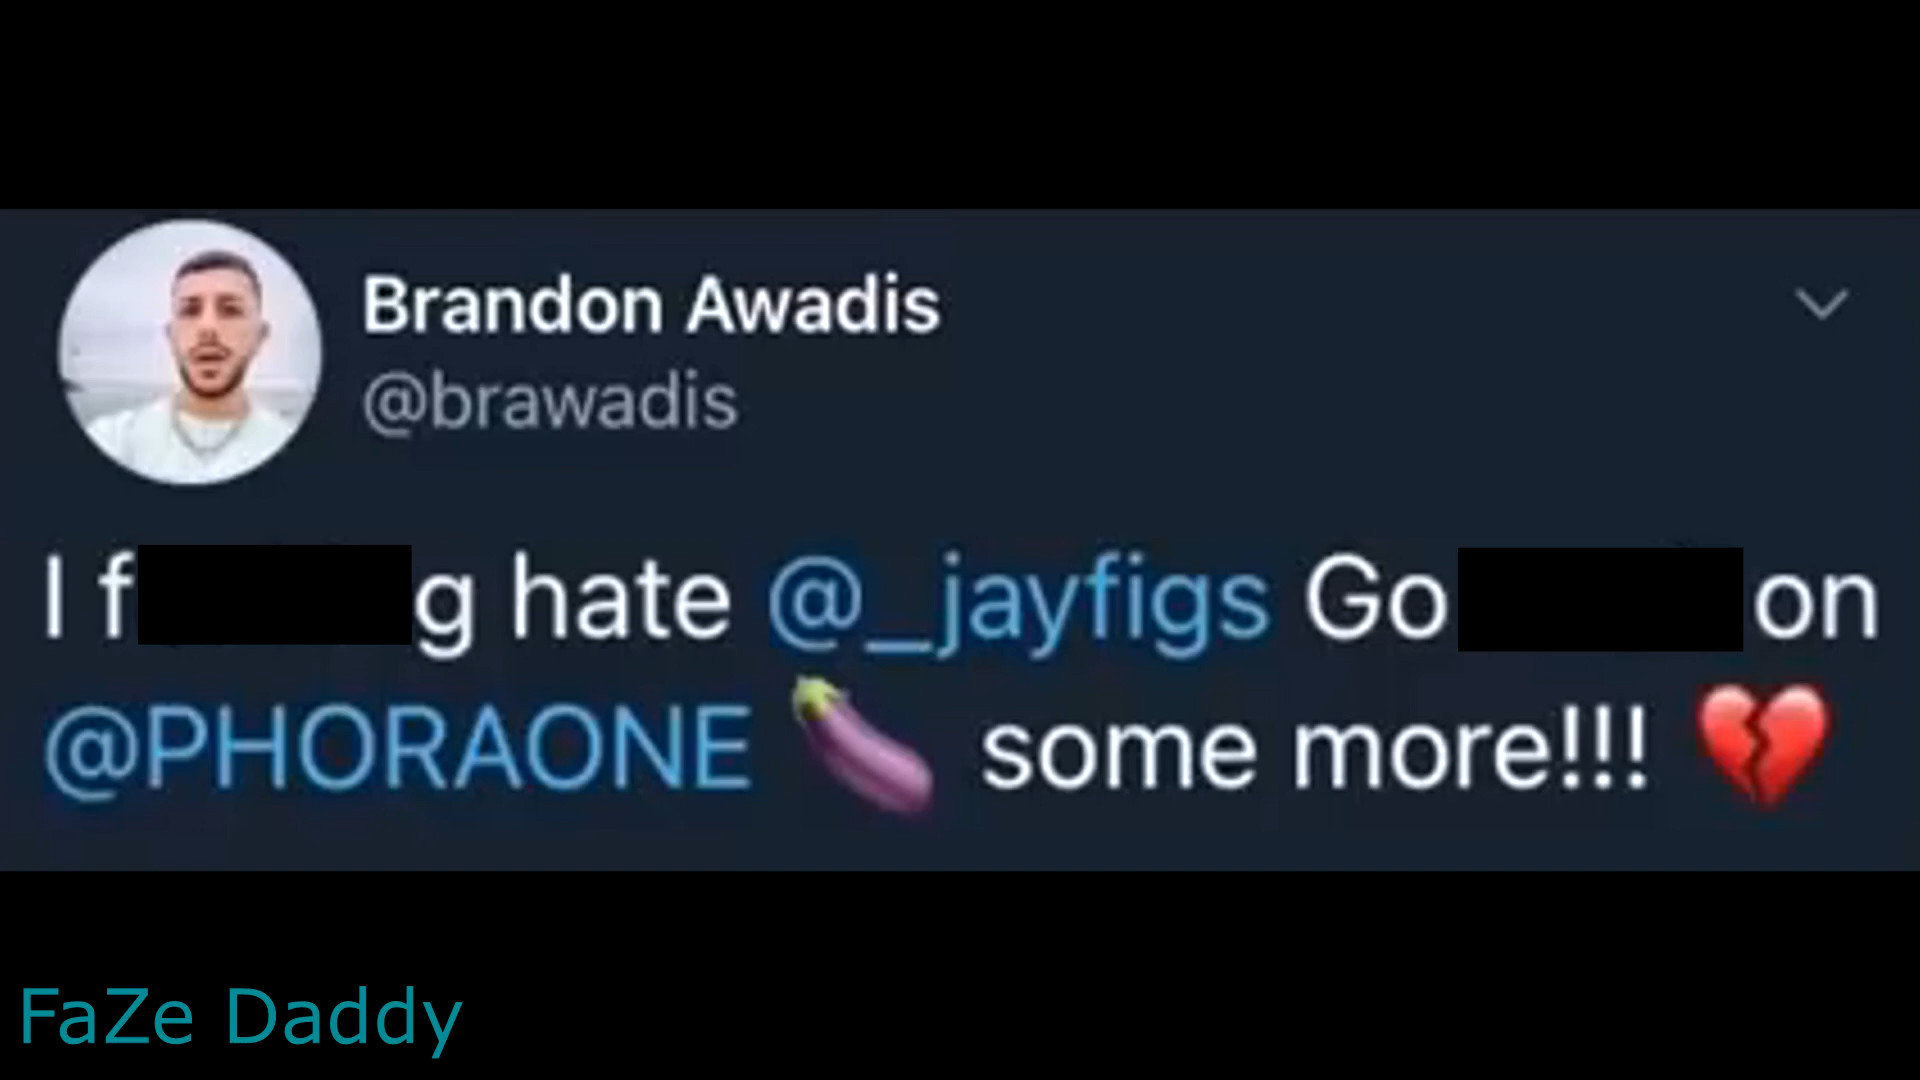 Brandon Awadis
@brawadis
I f g hate @_jayfigs Go on
@PHORAONE 🍆 some more!!! 💔
FaZe Daddy